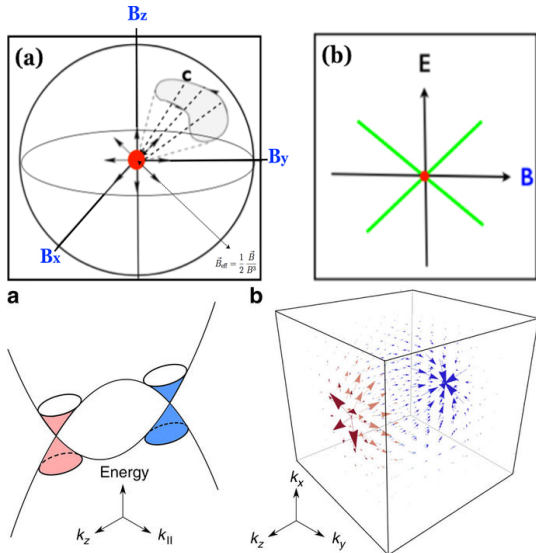 Bz
(a)
c
By
Bx
B⃗eff = 1/2 B⃗/B³
(b)
E
B
a
Energy
kz
k||
b
kx
kz
ky